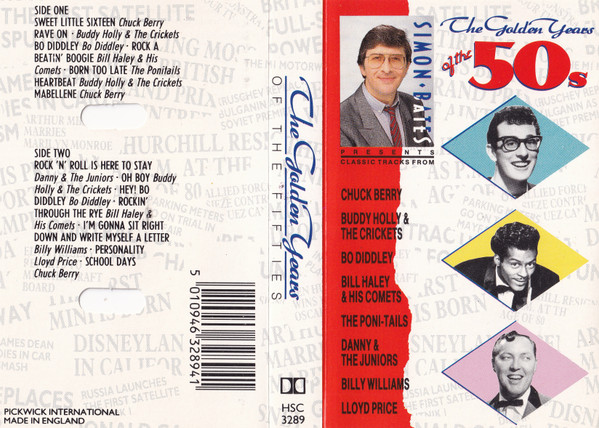 SIDE ONE
SWEET LITTLE SIXTEEN Chuck Berry
RAVE ON · Buddy Holly & The Crickets
BO DIDDLEY Bo Diddley · ROCK A
BEATIN' BOOGIE Bill Haley & His
Comets · BORN TOO LATE The Ponitails
HEARTBEAT Buddy Holly & The Crickets
MABELLENE Chuck Berry
SIDE TWO
ROCK 'N' ROLL IS HERE TO STAY
Danny & The Juniors · OH BOY Buddy
Holly & The Crickets · HEY! BO
DIDDLEY Bo Diddley · ROCKIN'
THROUGH THE RYE Bill Haley &
His Comets · I'M GONNA SIT RIGHT
DOWN AND WRITE MYSELF A LETTER
Billy Williams · PERSONALITY
Lloyd Price · SCHOOL DAYS
Chuck Berry
5 010946 328941
PICKWICK INTERNATIONAL
MADE IN ENGLAND
The Golden Years
OF THE FIFTIES
HSC
3289
SIMON · BATES
PRESENTS
CLASSIC TRACKS FROM
The Golden Years
of the
50s
CHUCK BERRY
BUDDY HOLLY &
THE CRICKETS
BO DIDDLEY
BILL HALEY
& HIS COMETS
THE PONI-TAILS
DANNY &
THE JUNIORS
BILLY WILLIAMS
LLOYD PRICE